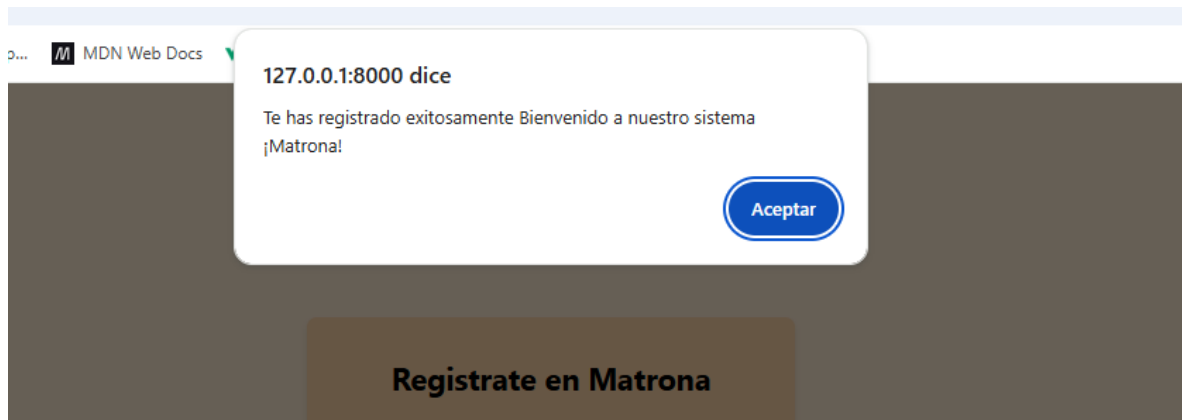 MDN Web Docs
127.0.0.1:8000 dice
Te has registrado exitosamente Bienvenido a nuestro sistema
¡Matrona!
Aceptar
Registrate en Matrona